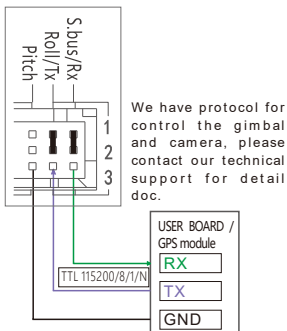 S.bus/Rx
Roll/Tx
Pitch
1
2
3
We have protocol for
control the gimbal
and camera, please
contact our technical
support for detail
doc.
USER BOARD /
GPS module
RX
TTL 115200/8/1/N
TX
GND